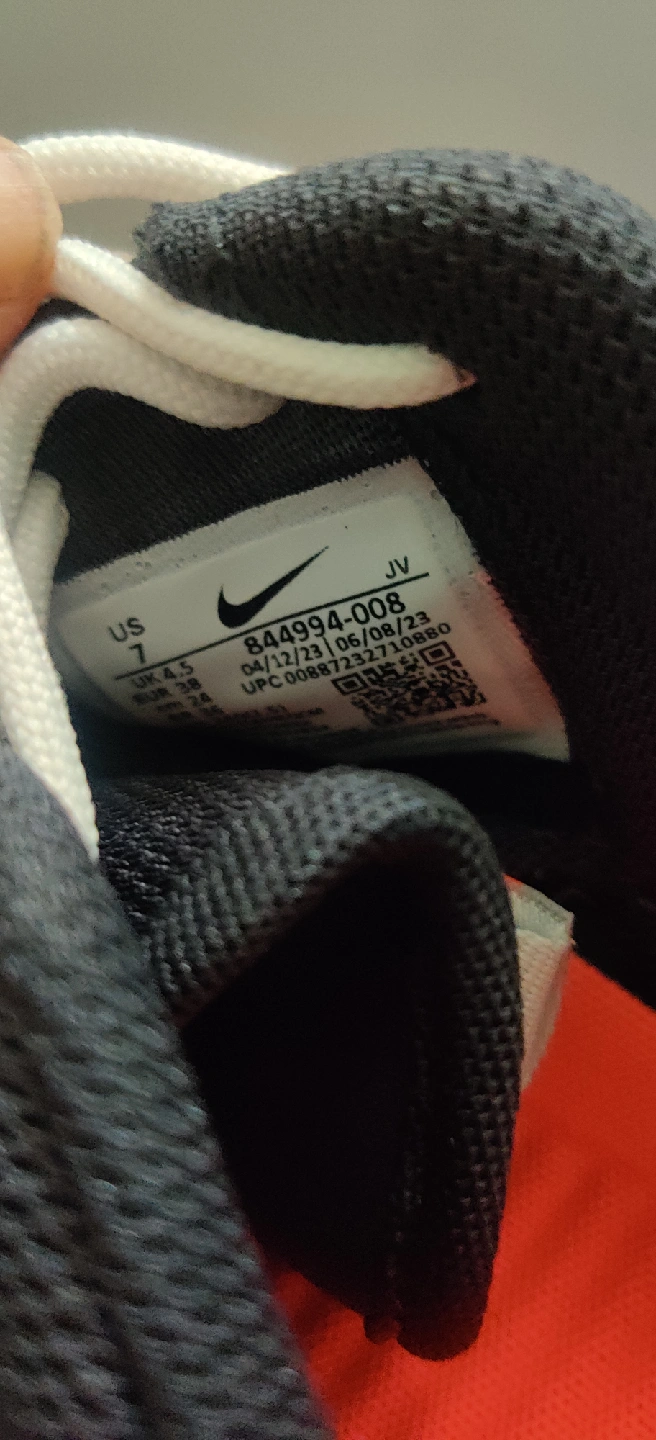 JV
US
7
UK 4.5
EUR 38
cm 24
844994-008
04/12/23 | 06/08/23
UPC 00887232710880